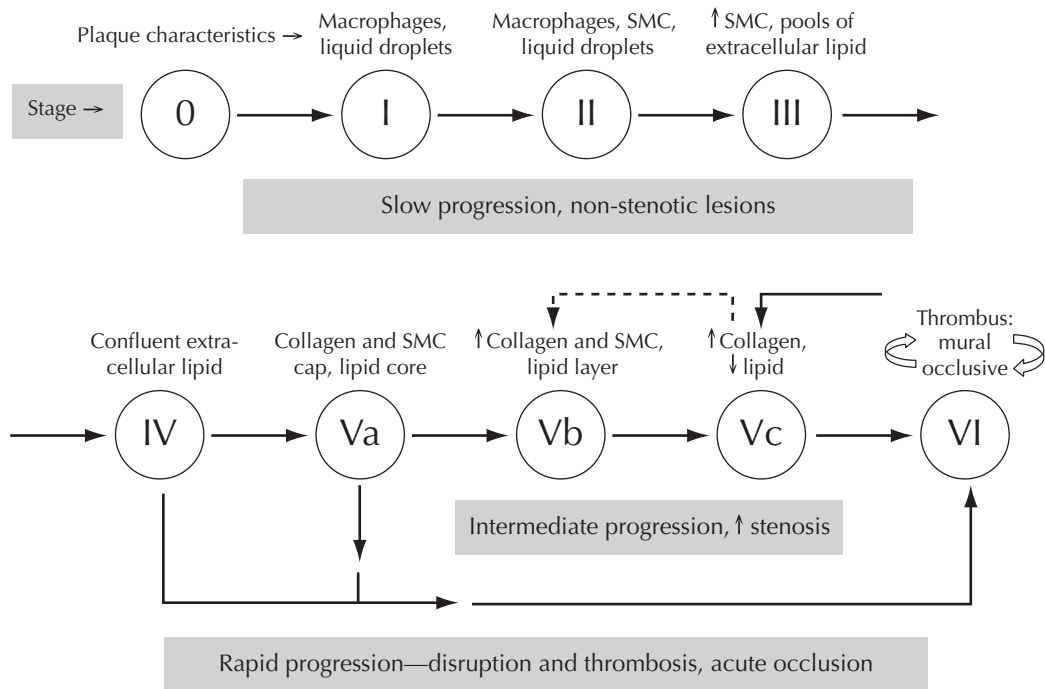 Plaque characteristics →
Macrophages,
liquid droplets
Macrophages, SMC,
liquid droplets
↑ SMC, pools of
extracellular lipid
Stage →
0
I
II
III
Slow progression, non-stenotic lesions
Confluent extra-
cellular lipid
Collagen and SMC
cap, lipid core
↑ Collagen and SMC,
lipid layer
↑ Collagen,
↓ lipid
Thrombus:
mural
occlusive
IV
Va
Vb
Vc
VI
Intermediate progression, ↑ stenosis
Rapid progression—disruption and thrombosis, acute occlusion